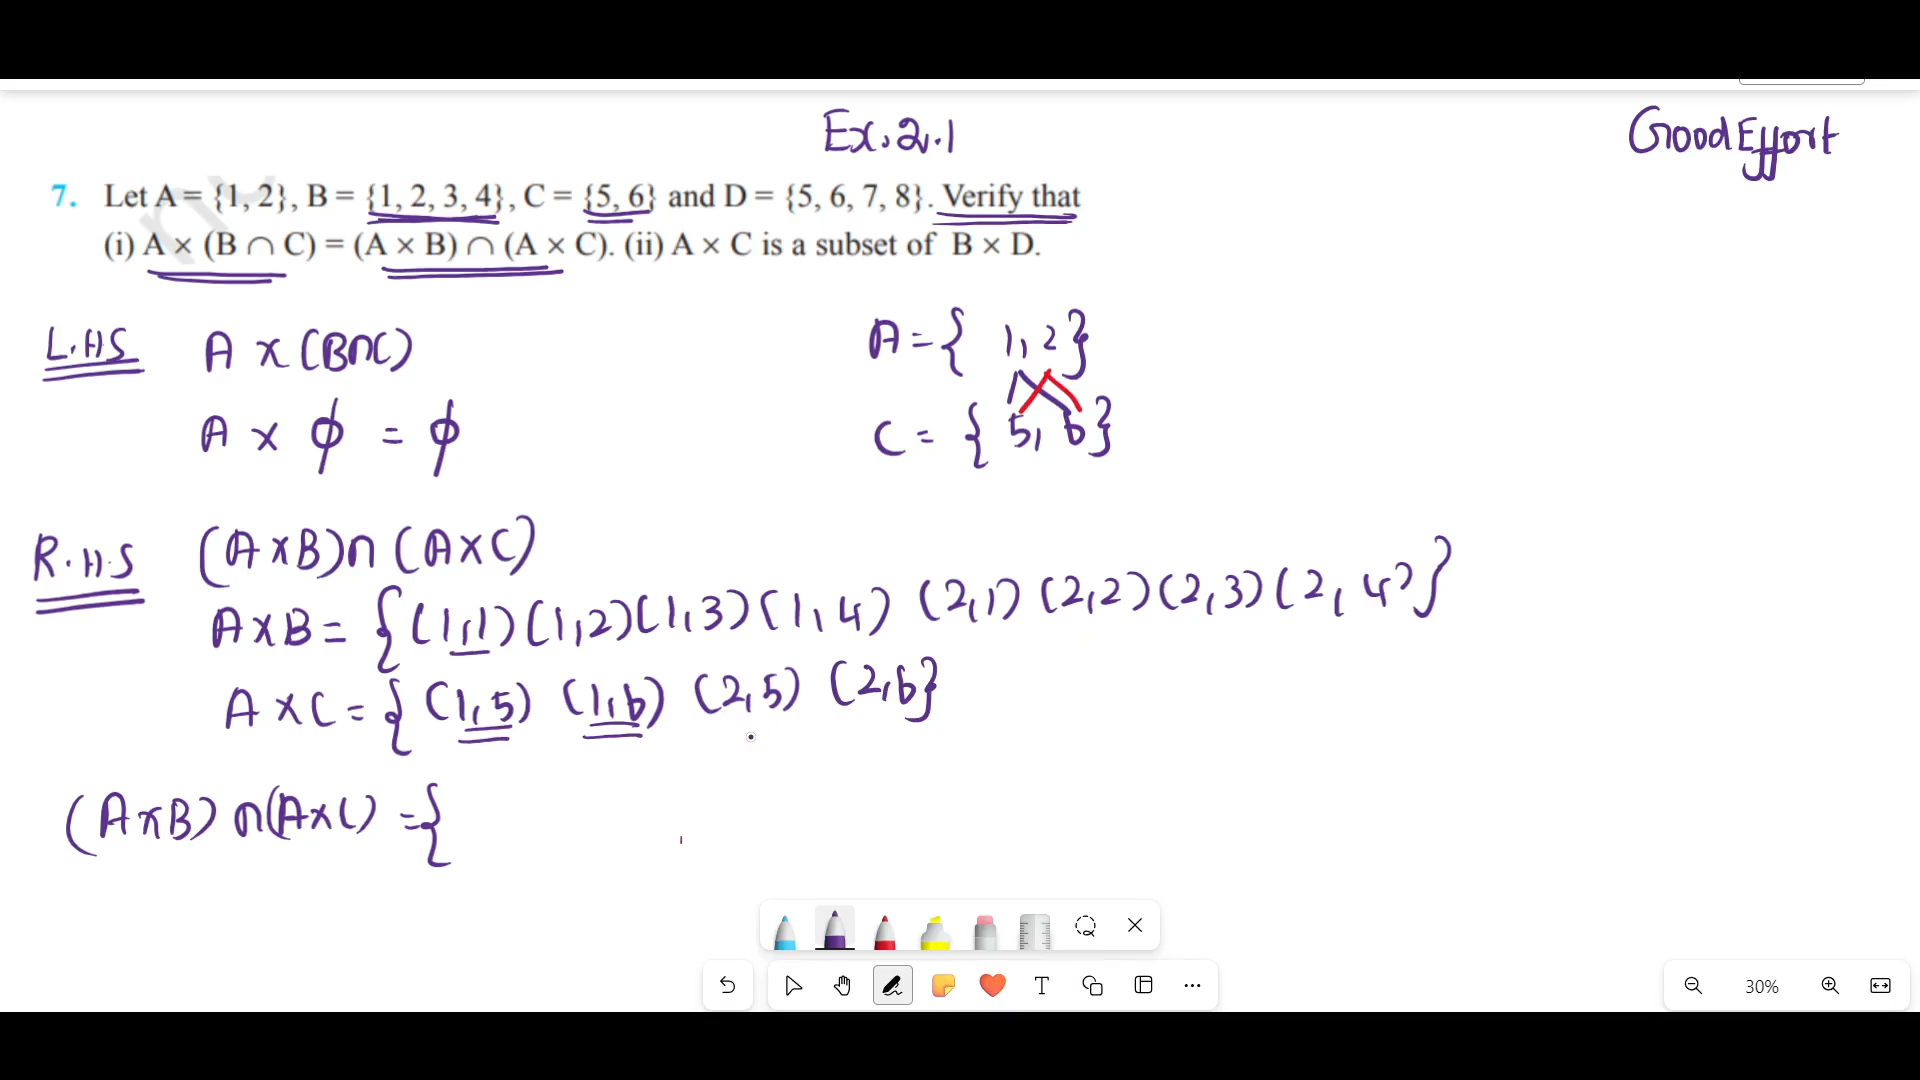 Ex.2.1
GoodEffort
7. Let A = {1, 2}, B = {1, 2, 3, 4}, C = {5, 6} and D = {5, 6, 7, 8}. Verify that
(i) A × (B ∩ C) = (A × B) ∩ (A × C). (ii) A × C is a subset of B × D.
L.H.S A x (B∩C)
A x ϕ = ϕ
A = { 1, 2}
C = { 5, 6}
R.H.S (A×B)∩(A×C)
A×B = {(1,1)(1,2)(1,3)(1,4) (2,1)(2,2)(2,3)(2,4)}
A×C = { (1,5) (1,6) (2,5) (2,6}
(A×B)∩(A×C) = {
30%